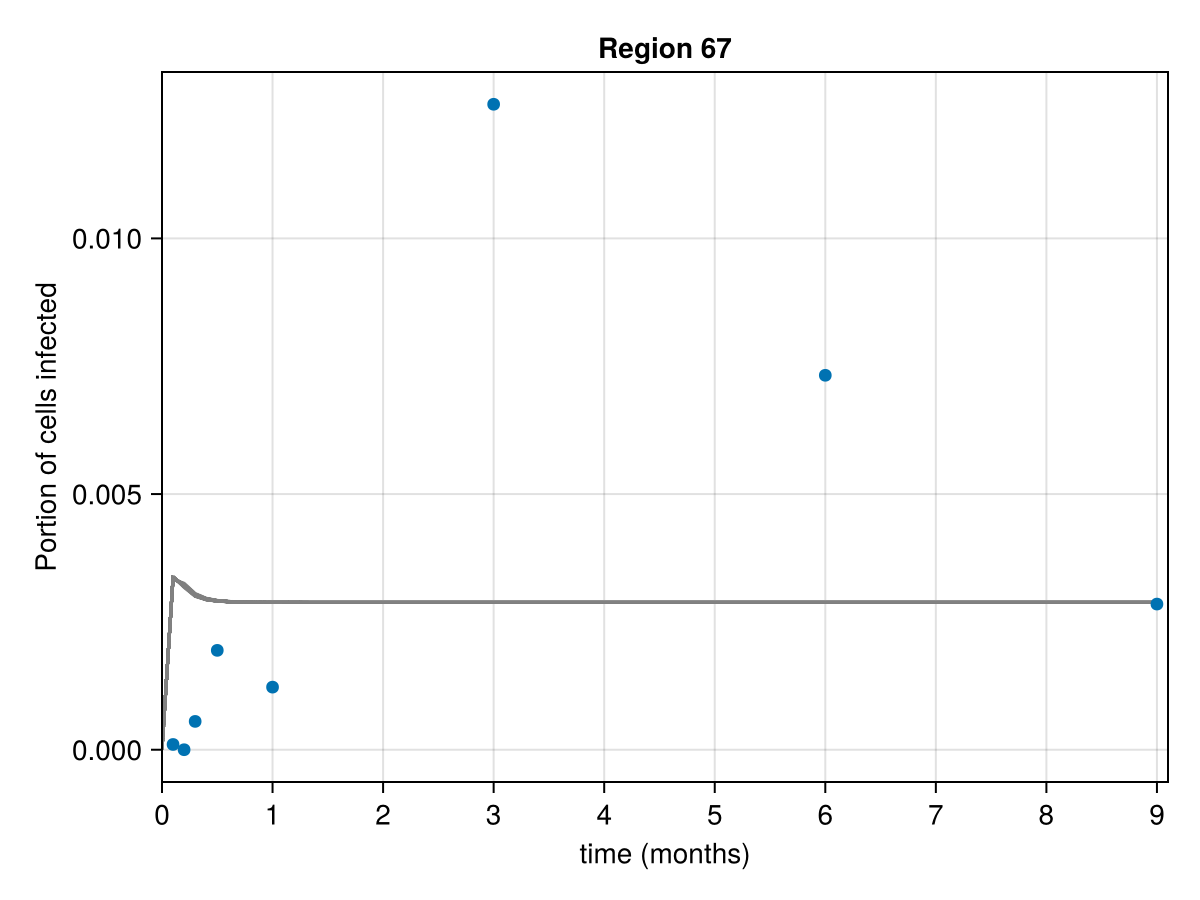 Region 67
Portion of cells infected
0.010
0.005
0.000
0 1 2 3 4 5 6 7 8 9
time (months)